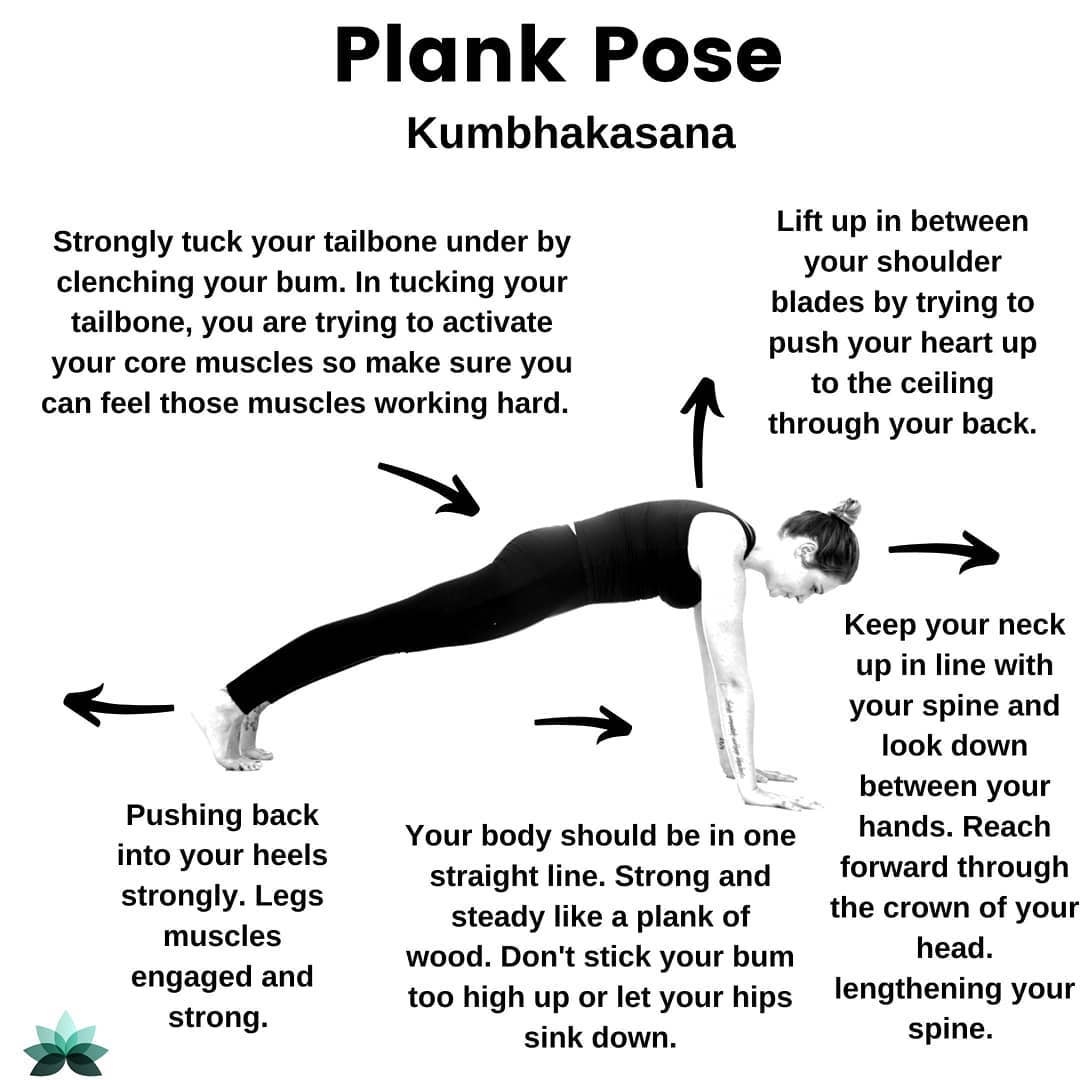 Plank Pose
Kumbhakasana
Strongly tuck your tailbone under by
clenching your bum. In tucking your
tailbone, you are trying to activate
your core muscles so make sure you
can feel those muscles working hard.
Lift up in between
your shoulder
blades by trying to
push your heart up
to the ceiling
through your back.
Keep your neck
up in line with
your spine and
look down
between your
hands. Reach
forward through
the crown of your
head.
lengthening your
spine.
Pushing back
into your heels
strongly. Legs
muscles
engaged and
strong.
Your body should be in one
straight line. Strong and
steady like a plank of
wood. Don't stick your bum
too high up or let your hips
sink down.